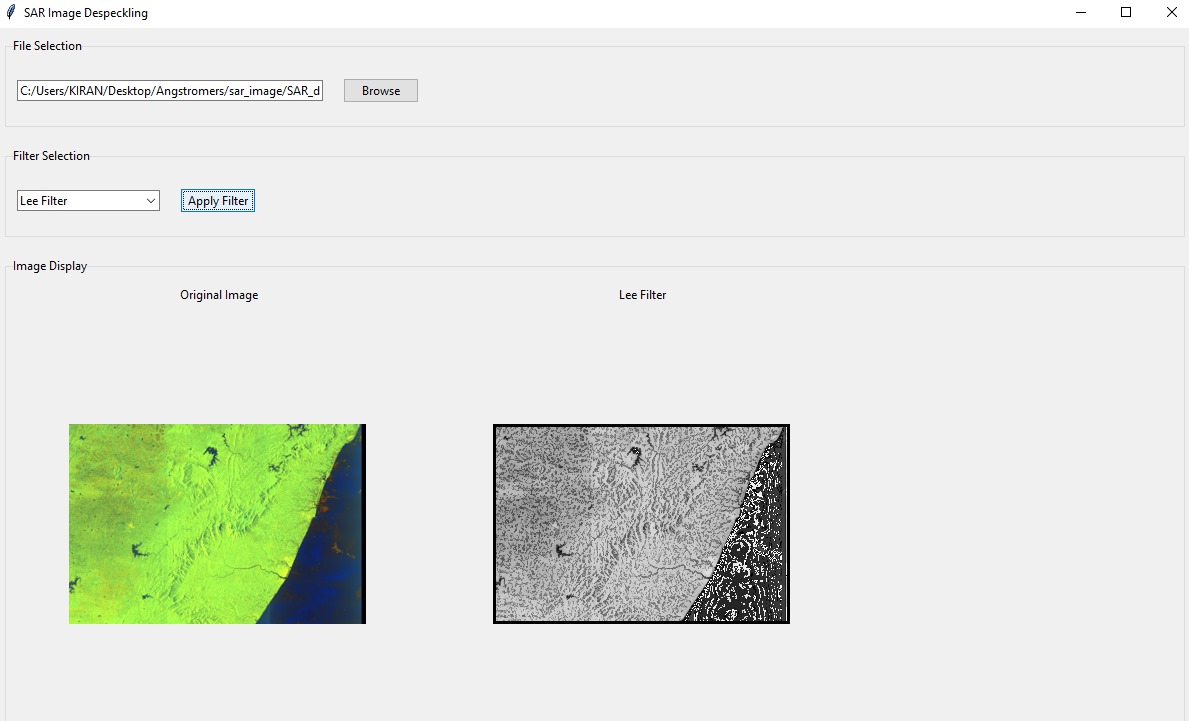 SAR Image Despeckling
File Selection
C:/Users/KIRAN/Desktop/Angstromers/sar_image/SAR_d
Browse
Filter Selection
Lee Filter
Apply Filter
Image Display
Original Image
Lee Filter